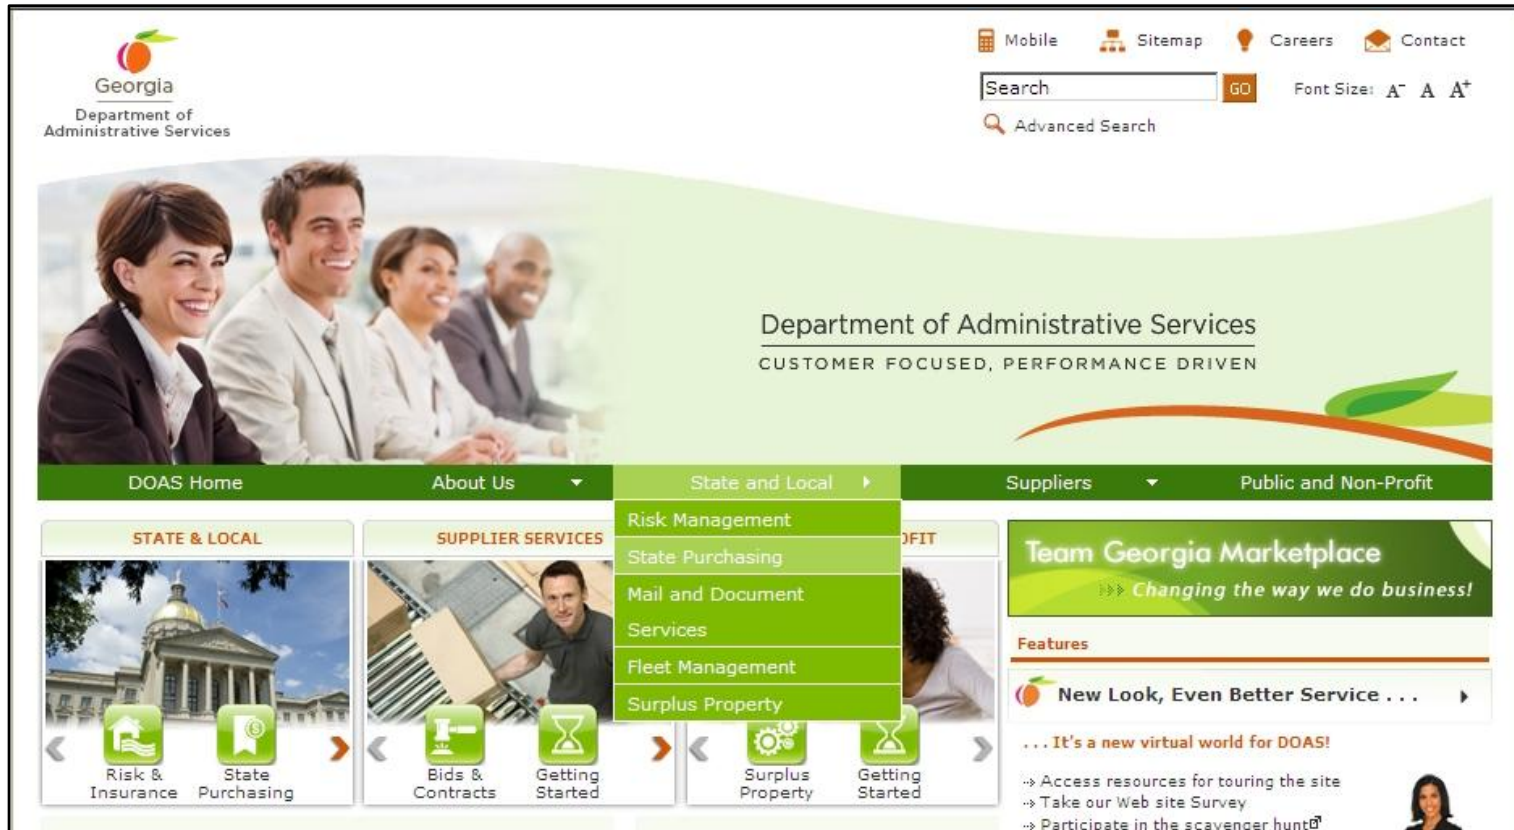 Georgia
Department of
Administrative Services
Mobile
Sitemap
Careers
Contact
Search
GO
Font Size: A- A A+
Advanced Search
Department of Administrative Services
CUSTOMER FOCUSED, PERFORMANCE DRIVEN
DOAS Home
About Us
State and Local
Suppliers
Public and Non-Profit
Risk Management
State Purchasing
Mail and Document
Services
Fleet Management
Surplus Property
STATE & LOCAL
Risk &
Insurance
State
Purchasing
SUPPLIER SERVICES
Bids &
Contracts
Getting
Started
OFIT
Surplus
Property
Getting
Started
Team Georgia Marketplace
Changing the way we do business!
Features
New Look, Even Better Service . . .
. . . It's a new virtual world for DOAS!
Access resources for touring the site
Take our Web site Survey
Participate in the scavenger hunt